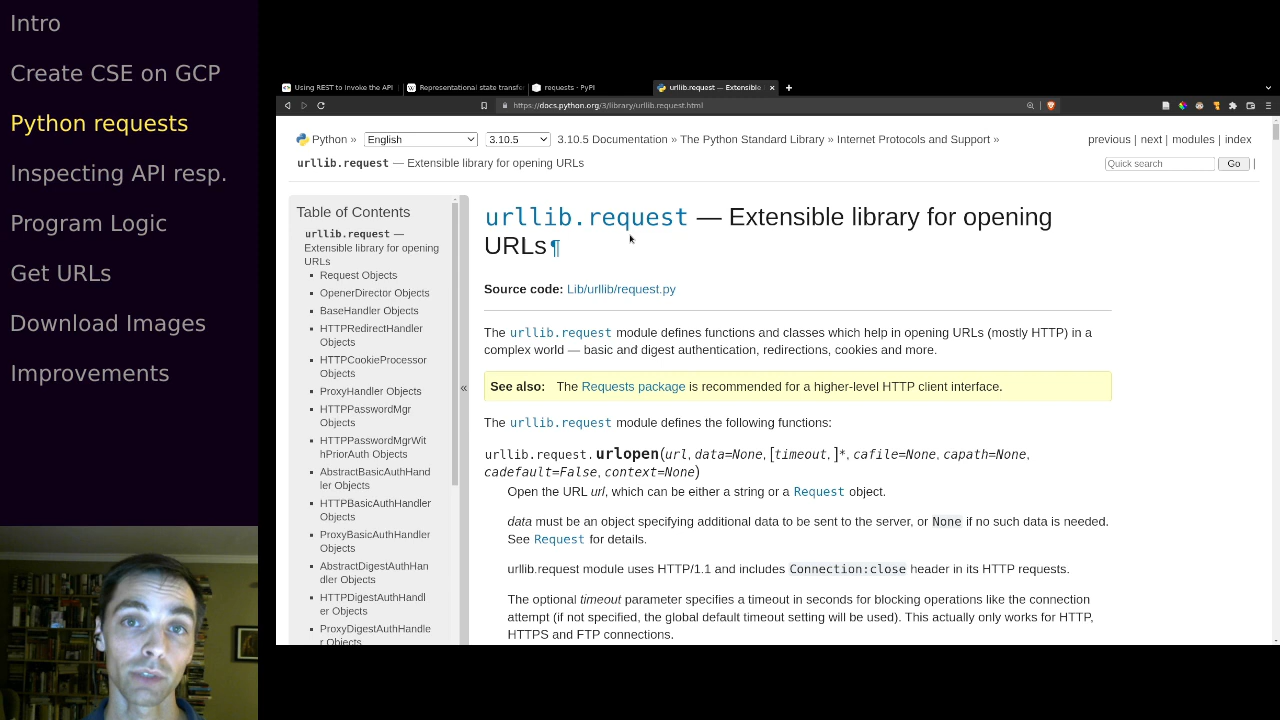 Intro
Create CSE on GCP
Python requests
Inspecting API resp.
Program Logic
Get URLs
Download Images
Improvements
Using REST to invoke the API
Representational state transfe
requests · PyPI
urllib.request — Extensible
https://docs.python.org/3/library/urllib.request.html
Python » English 3.10.5 3.10.5 Documentation » The Python Standard Library » Internet Protocols and Support »
previous | next | modules | index
urllib.request — Extensible library for opening URLs
Quick search Go |
Table of Contents
urllib.request —
Extensible library for opening
URLs
Request Objects
OpenerDirector Objects
BaseHandler Objects
HTTPRedirectHandler
Objects
HTTPCookieProcessor
Objects
ProxyHandler Objects
HTTPPasswordMgr
Objects
HTTPPasswordMgrWit
hPriorAuth Objects
AbstractBasicAuthHand
ler Objects
HTTPBasicAuthHandler
Objects
ProxyBasicAuthHandler
Objects
AbstractDigestAuthHan
dler Objects
HTTPDigestAuthHandl
er Objects
ProxyDigestAuthHandle
r Objects
«
urllib.request — Extensible library for opening
URLs¶
Source code: Lib/urllib/request.py
The urllib.request module defines functions and classes which help in opening URLs (mostly HTTP) in a
complex world — basic and digest authentication, redirections, cookies and more.
See also: The Requests package is recommended for a higher-level HTTP client interface.
The urllib.request module defines the following functions:
urllib.request.urlopen(url, data=None, [timeout, ]*, cafile=None, capath=None,
cadefault=False, context=None)
Open the URL url, which can be either a string or a Request object.
data must be an object specifying additional data to be sent to the server, or None if no such data is needed.
See Request for details.
urllib.request module uses HTTP/1.1 and includes Connection:close header in its HTTP requests.
The optional timeout parameter specifies a timeout in seconds for blocking operations like the connection
attempt (if not specified, the global default timeout setting will be used). This actually only works for HTTP,
HTTPS and FTP connections.